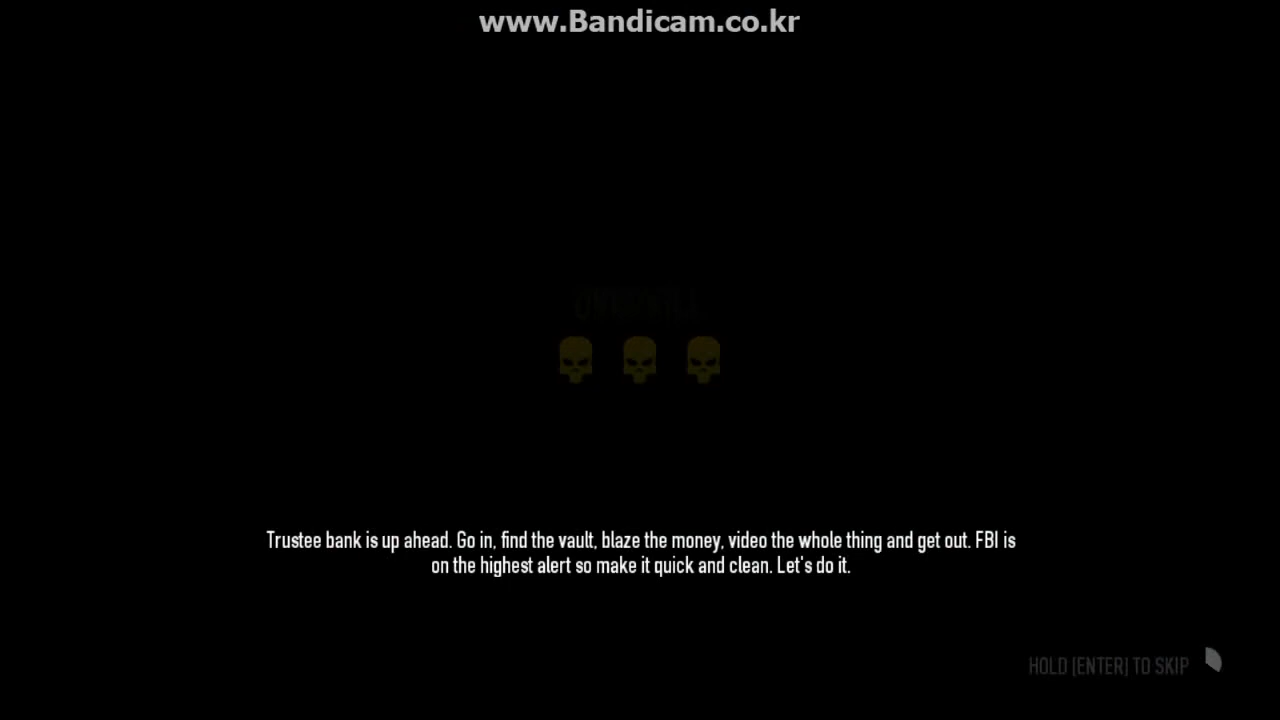 www.Bandicam.co.kr
OVERKILL
Trustee bank is up ahead. Go in, find the vault, blaze the money, video the whole thing and get out. FBI is
on the highest alert so make it quick and clean. Let's do it.
HOLD [ENTER] TO SKIP